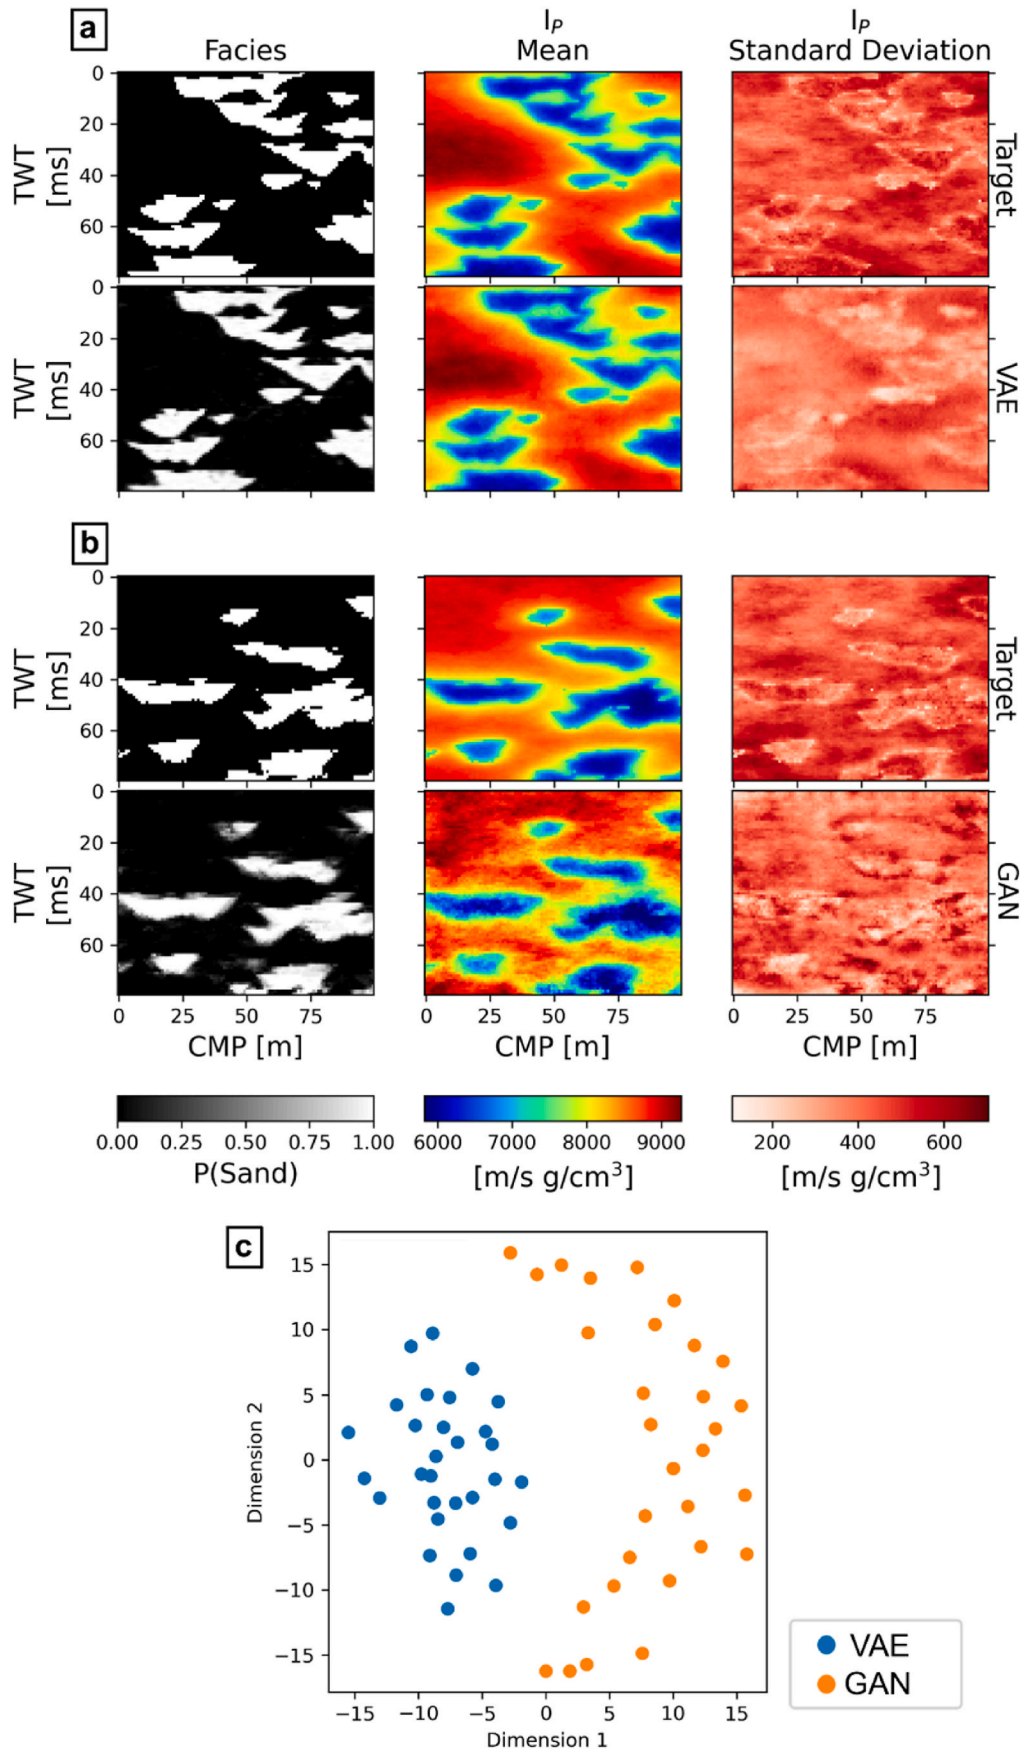 a
Facies
I_P
Mean
I_P
Standard Deviation
0
20
40
60
TWT
[ms]
Target
0
20
40
60
TWT
[ms]
VAE
b
0
20
40
60
TWT
[ms]
Target
0
20
40
60
TWT
[ms]
GAN
0 25 50 75
0 25 50 75
0 25 50 75
CMP [m]
CMP [m]
CMP [m]
0.00 0.25 0.50 0.75 1.00
6000 7000 8000 9000
200 400 600
P(Sand)
[m/s g/cm³]
[m/s g/cm³]
c
15
10
5
0
−5
−10
−15
Dimension 2
−15 −10 −5 0 5 10 15
Dimension 1
VAE
GAN